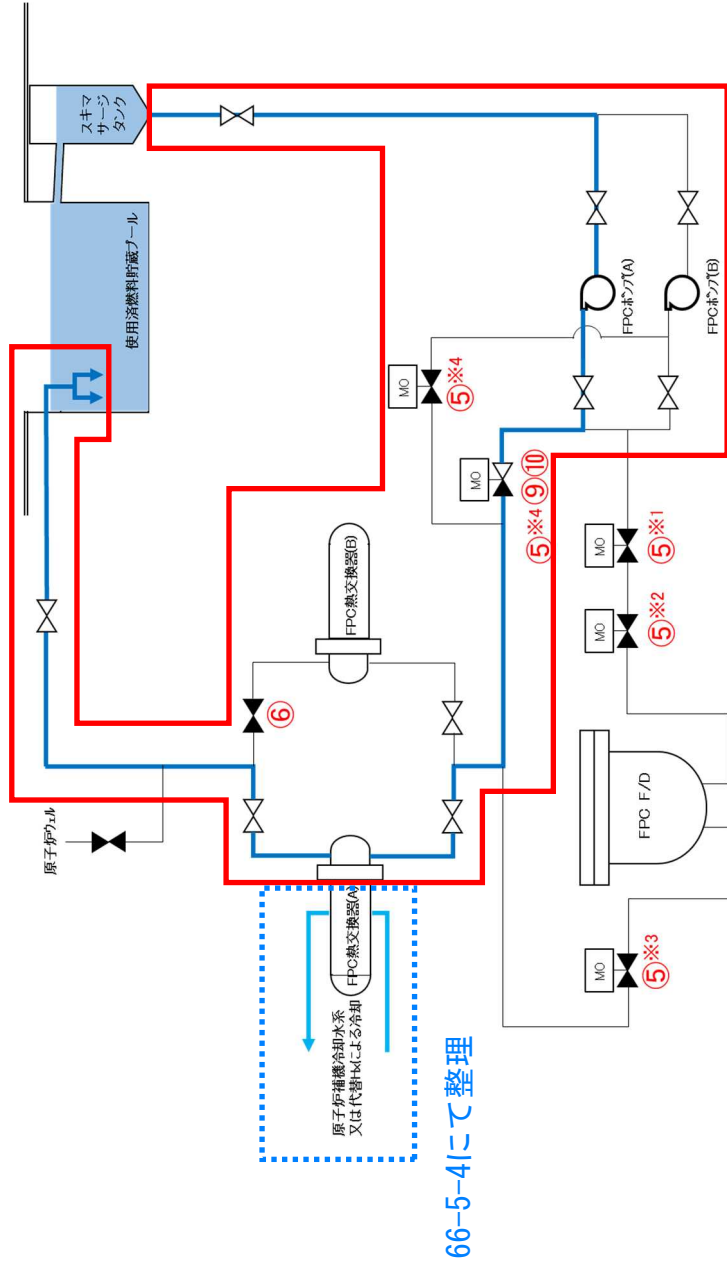 スキマ
サージ
タンク
使用済燃料貯蔵プール
原子炉ウェル
FPC熱交換器(B)
FPC熱交換器(A)
原子炉補機冷却水系
又は代替Hxによる冷却
66-5-4にて整理
⑥
MO
⑤※4
MO
⑤※4 ⑨ ⑩
FPCポンプ(A)
FPCポンプ(B)
MO
⑤※1
MO
⑤※2
FPC F/D
MO
⑤※3